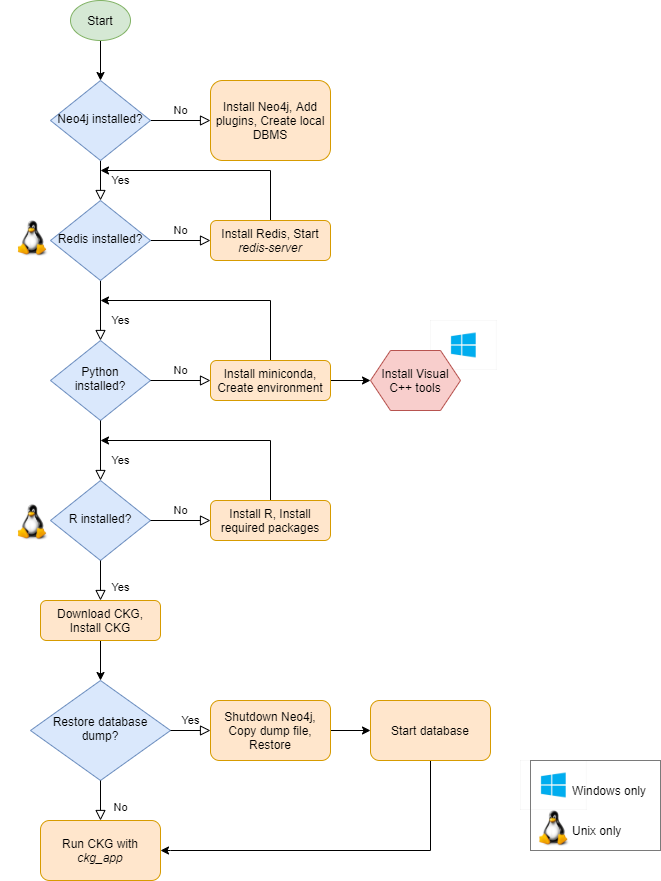 Start
Neo4j installed?
No
Install Neo4j, Add
plugins, Create local
DBMS
Yes
Redis installed?
No
Install Redis, Start
redis-server
Yes
Python
installed?
No
Install miniconda,
Create environment
Install Visual
C++ tools
Yes
R installed?
No
Install R, Install
required packages
Yes
Download CKG,
Install CKG
Restore database
dump?
Yes
Shutdown Neo4j,
Copy dump file,
Restore
Start database
No
Run CKG with
ckg_app
Windows only
Unix only